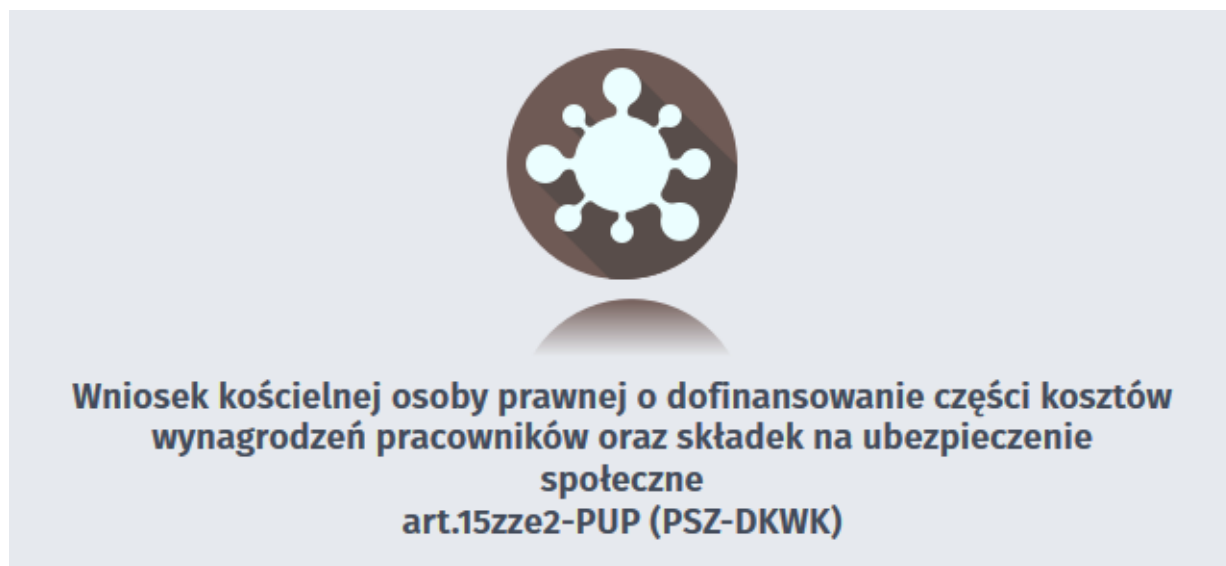 Wniosek kościelnej osoby prawnej o dofinansowanie części kosztów
wynagrodzeń pracowników oraz składek na ubezpieczenie
społeczne
art.15zze2-PUP (PSZ-DKWK)